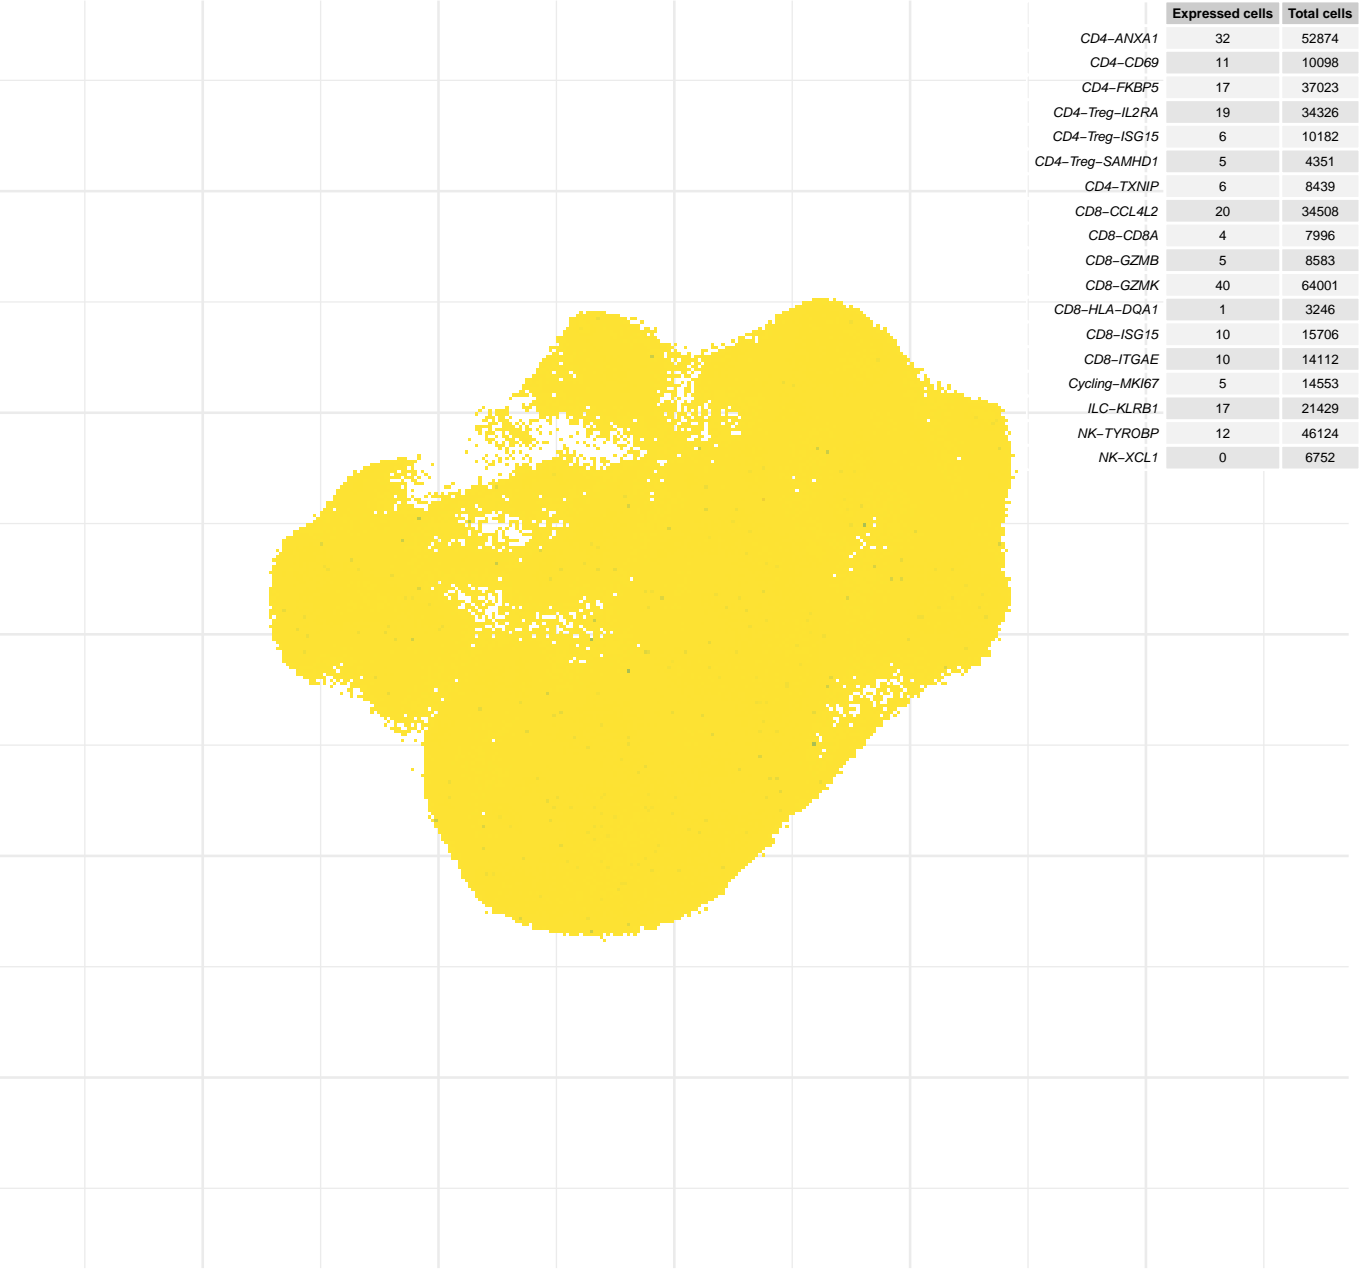 Expressed cells Total cells
CD4−ANXA1 32 52874
CD4−CD69 11 10098
CD4−FKBP5 17 37023
CD4−Treg−IL2RA 19 34326
CD4−Treg−ISG15 6 10182
CD4−Treg−SAMHD1 5 4351
CD4−TXNIP 6 8439
CD8−CCL4L2 20 34508
CD8−CD8A 4 7996
CD8−GZMB 5 8583
CD8−GZMK 40 64001
CD8−HLA−DQA1 1 3246
CD8−ISG15 10 15706
CD8−ITGAE 10 14112
Cycling−MKI67 5 14553
ILC−KLRB1 17 21429
NK−TYROBP 12 46124
NK−XCL1 0 6752